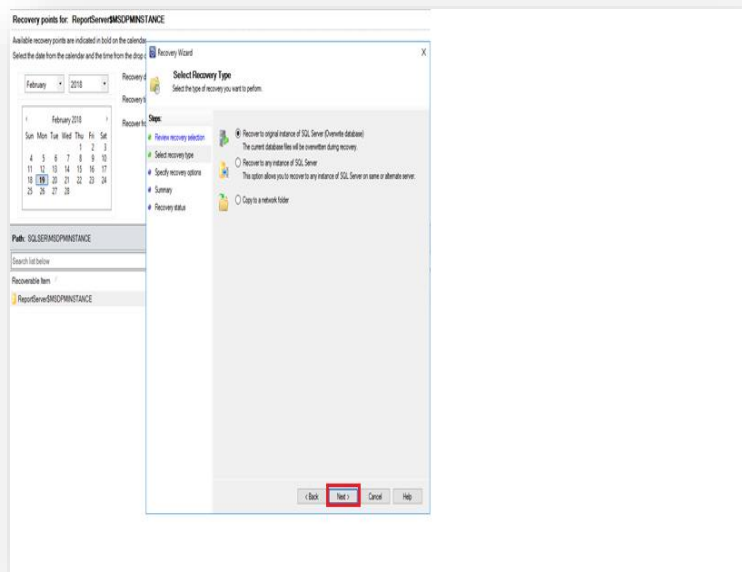 Recovery points for: ReportServer$MSDPMINSTANCE
Available recovery points are indicated in bold on the calendar.
Select the date from the calendar and the time from the drop d
February 2018
Recovery d
Recovery ti
Recover fro
February 2018
Sun Mon Tue Wed Thu Fri Sat
1 2 3
4 5 6 7 8 9 10
11 12 13 14 15 16 17
18 19 20 21 22 23 24
25 26 27 28
Path: SQLSER\MSDPMINSTANCE
Search list below
Recoverable Item
ReportServer$MSDPMINSTANCE
Recovery Wizard X
Select Recovery Type
Select the type of recovery you want to perform.
Steps:
Review recovery selection
Select recovery type
Specify recovery options
Summary
Recovery status
Recover to original instance of SQL Server (Overwrite database)
The current database files will be overwritten during recovery.
Recover to any instance of SQL Server
This option allows you to recover to any instance of SQL Server on same or alternate server.
Copy to a network folder
< Back Next > Cancel Help